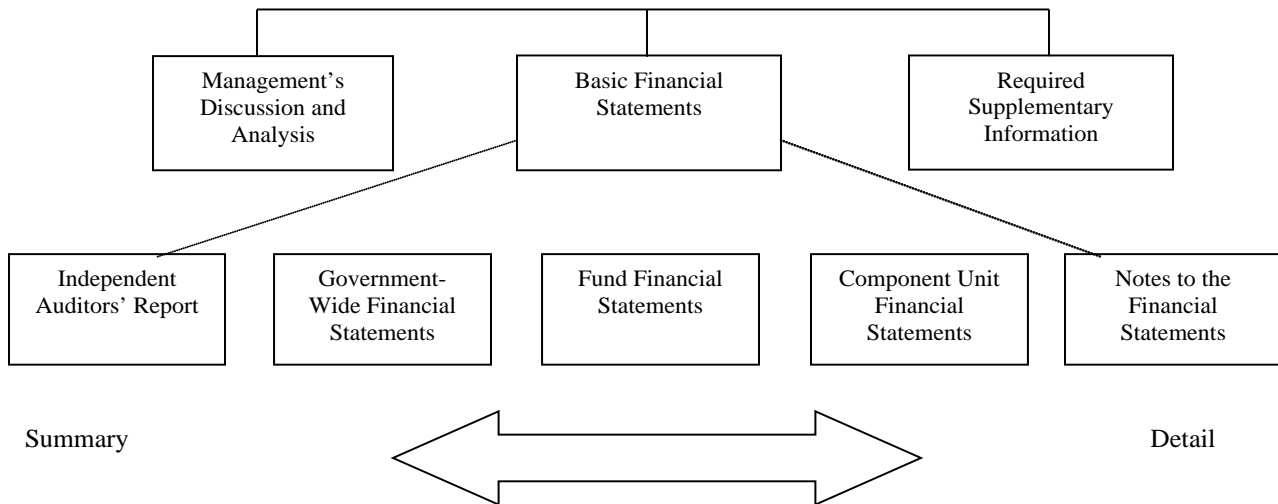 Management’s
Discussion and
Analysis
Basic Financial
Statements
Required
Supplementary
Information
Independent
Auditors’ Report
Government-
Wide Financial
Statements
Fund Financial
Statements
Component Unit
Financial
Statements
Notes to the
Financial
Statements
Summary
Detail